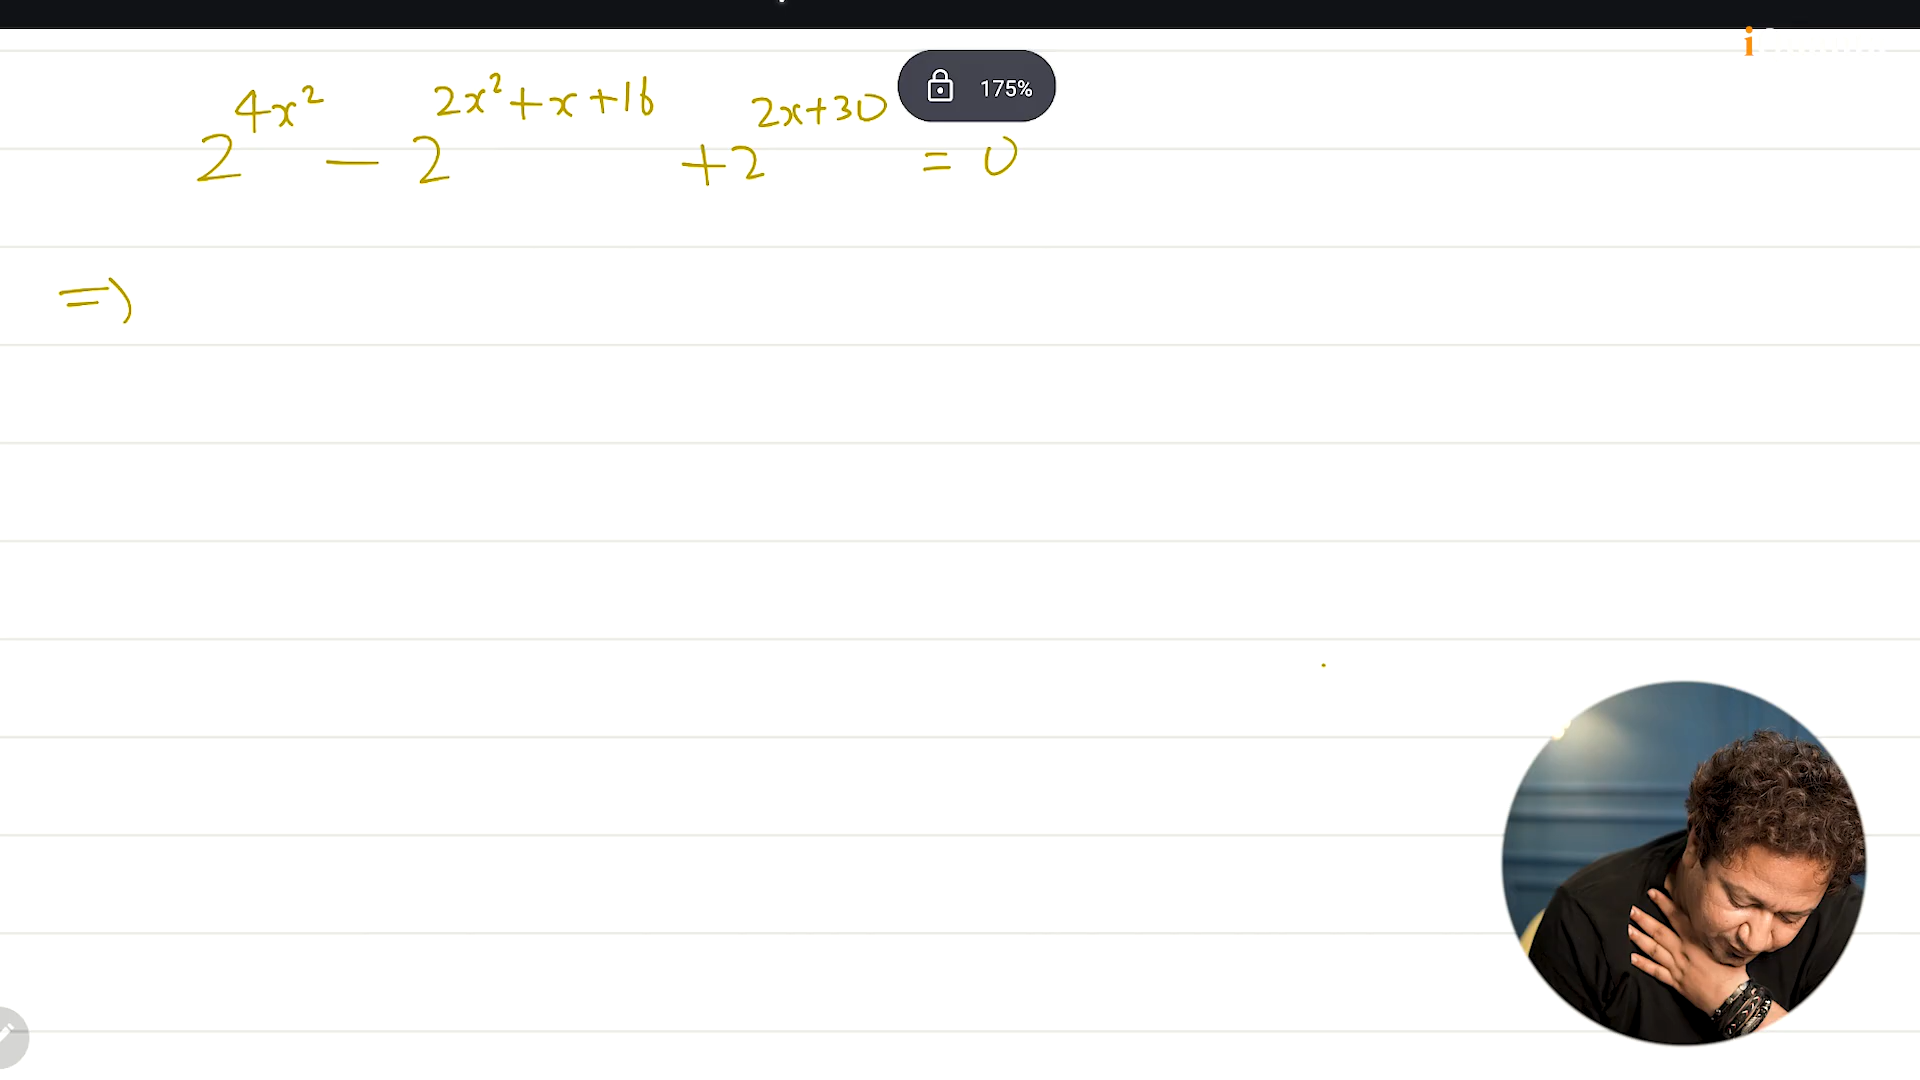 175%
2^{4x^2} - 2^{2x^2+x+16} + 2^{2x+30} = 0
=>